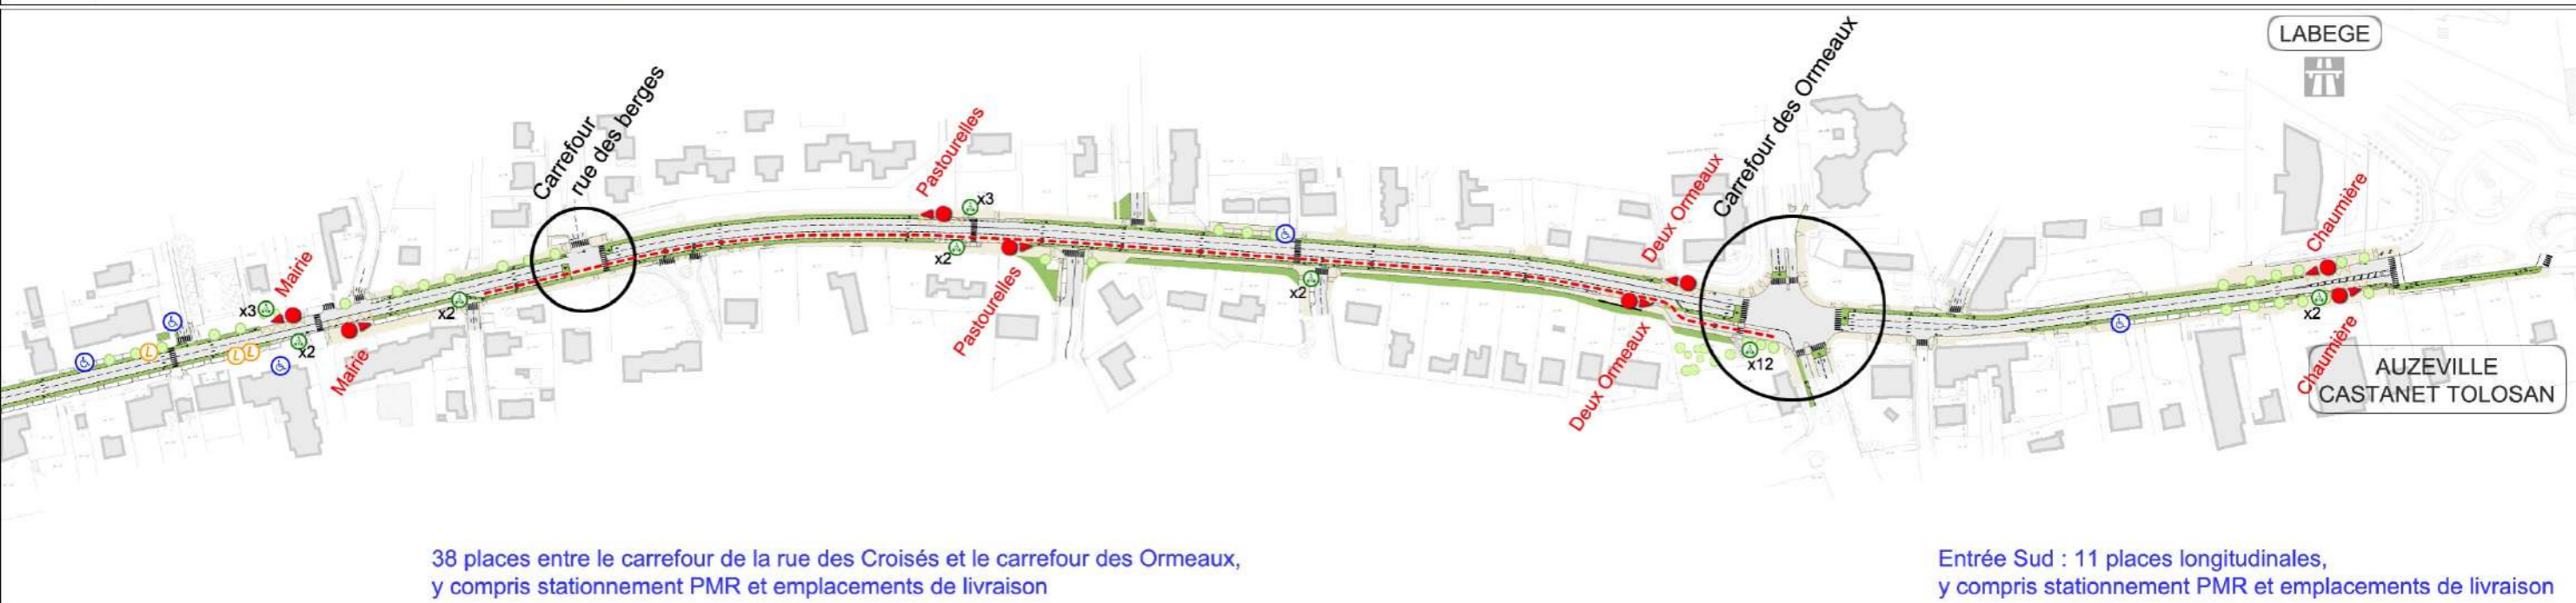 LABEGE
Carrefour
rue des berges
Pastourelles
x3
x2
Pastourelles
Deux Ormeaux
Carrefour des Ormeaux
Chaumière
Mairie
x3
x2
Mairie
L
L L
x2
x2
Deux Ormeaux
x12
x2
Chaumière
AUZEVILLE
CASTANET TOLOSAN
38 places entre le carrefour de la rue des Croisés et le carrefour des Ormeaux,
y compris stationnement PMR et emplacements de livraison
Entrée Sud : 11 places longitudinales,
y compris stationnement PMR et emplacements de livraison